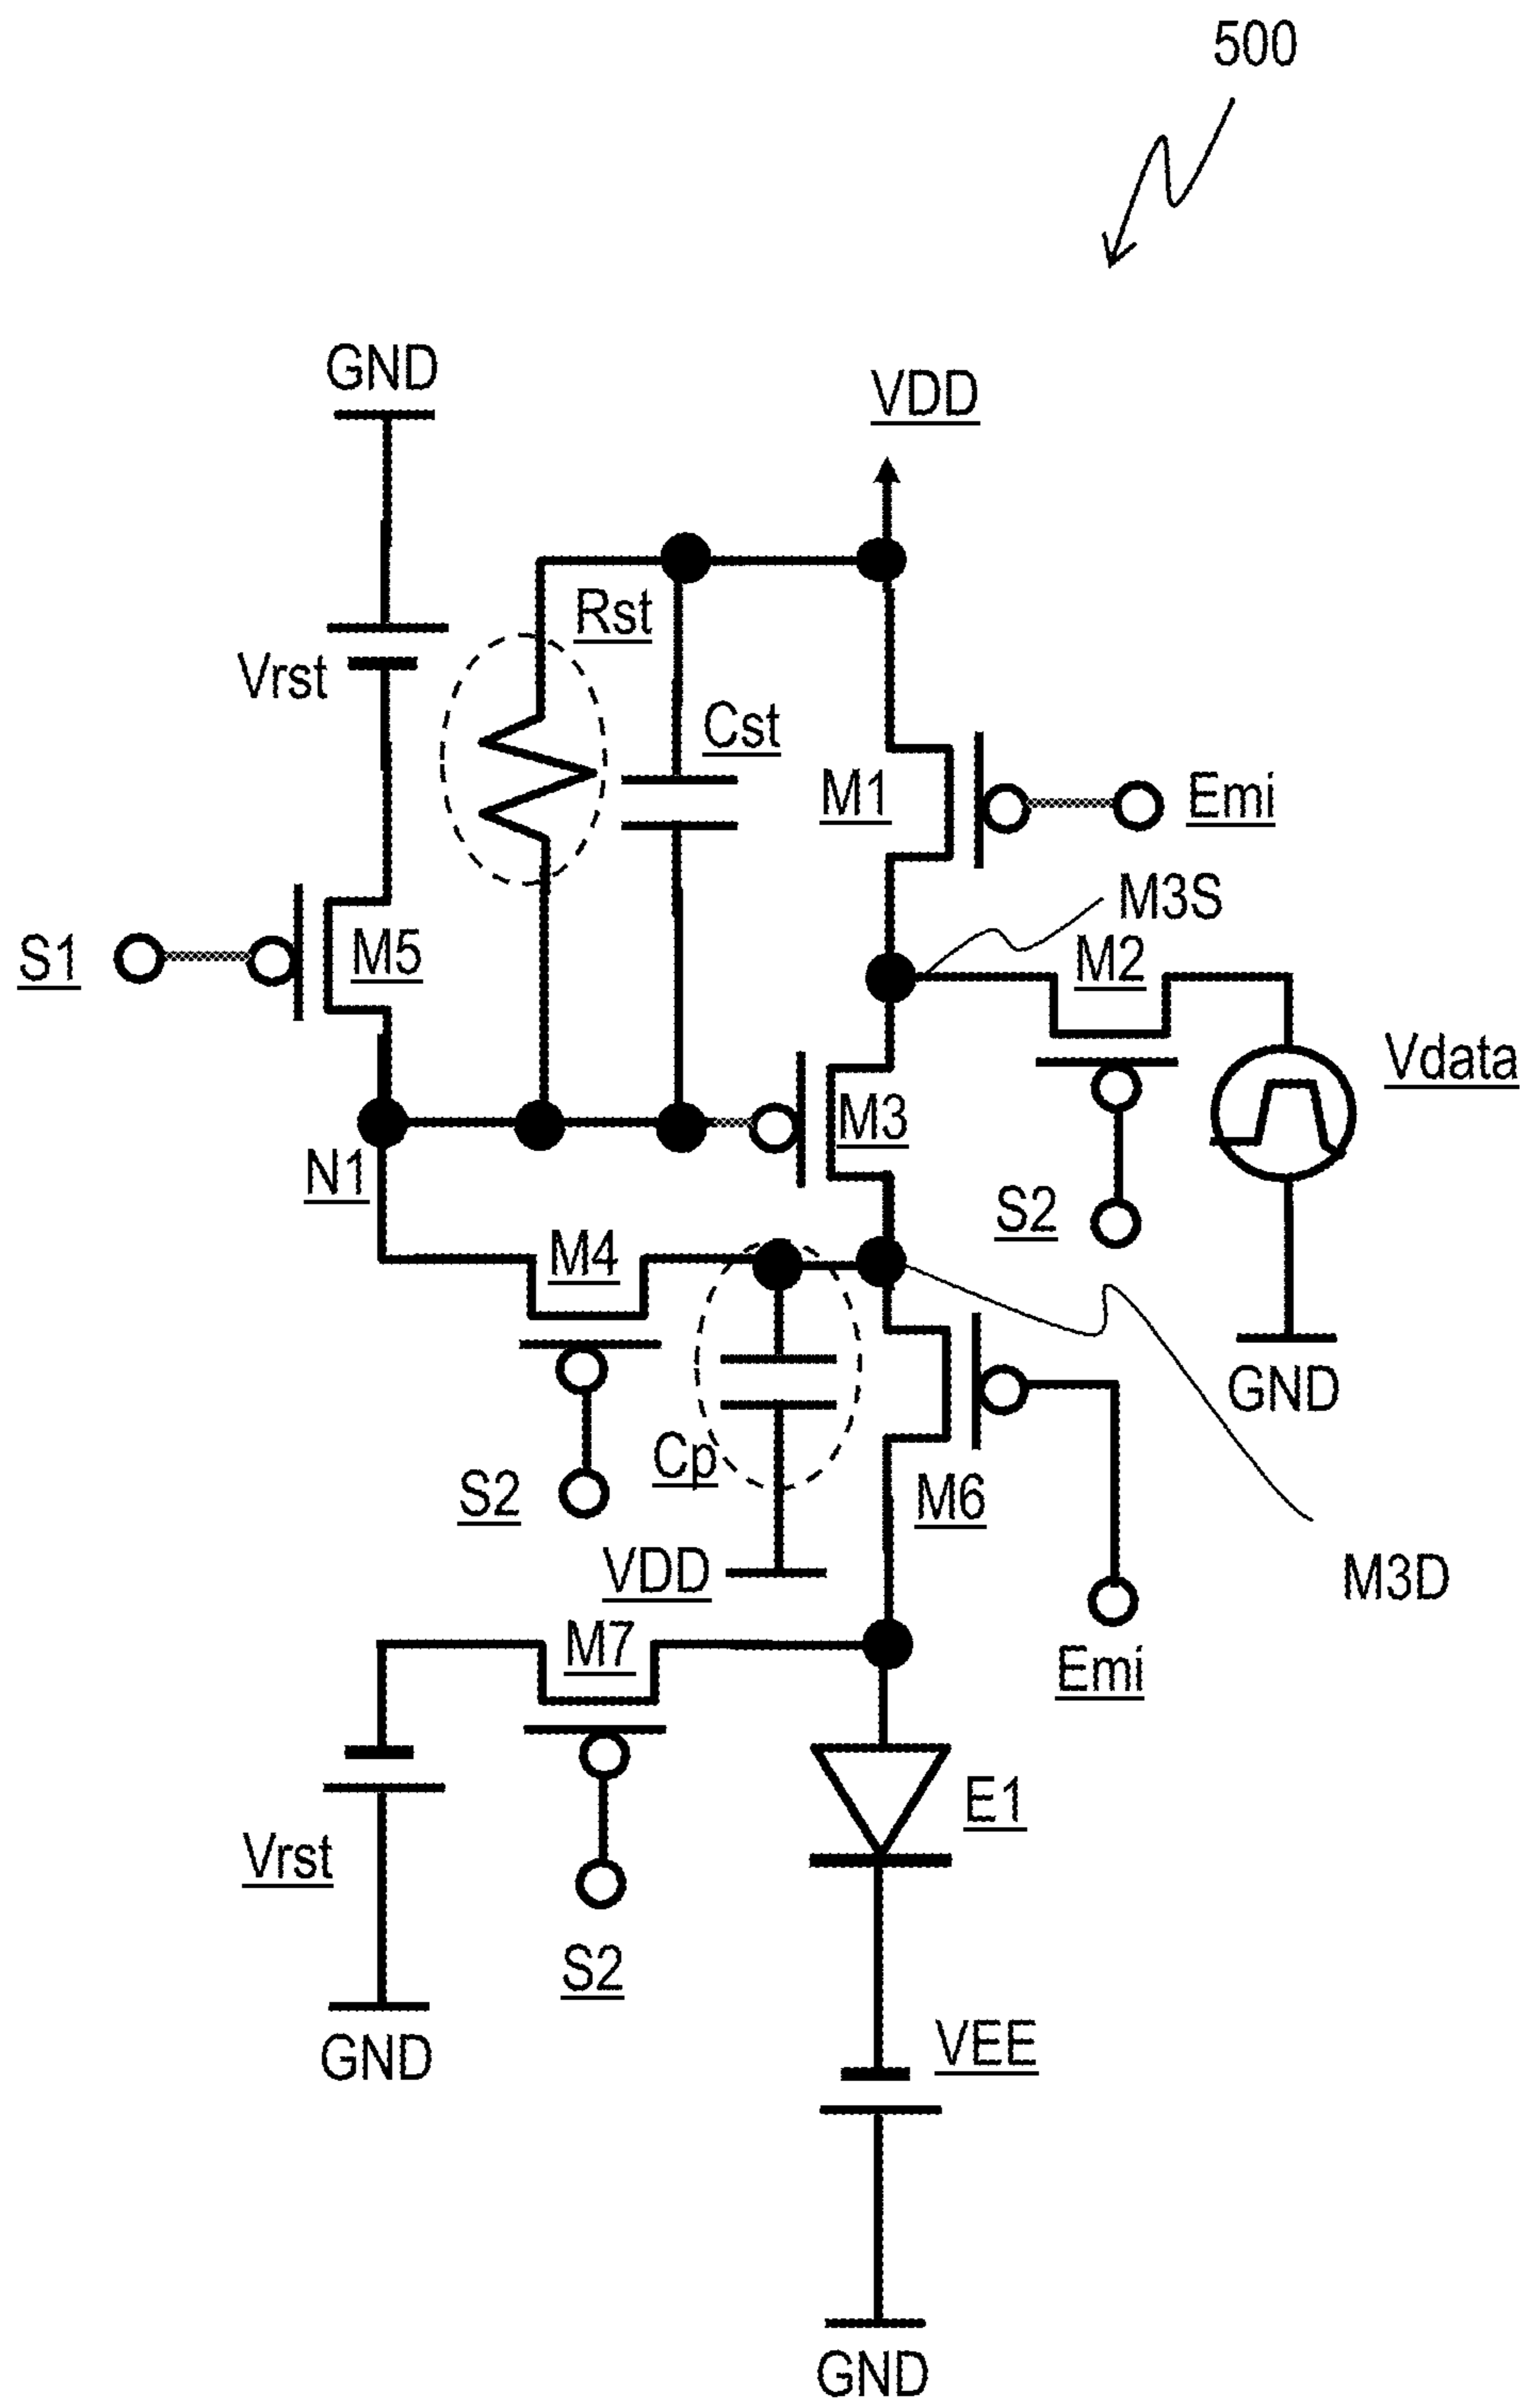 500
GND
VDD
Rst
Vrst
Cst
M1
Emi
M3S
S1
M5
M2
Vdata
M3
N1
S2
M4
GND
Cp
S2
M6
VDD
M3D
M7
Emi
E1
Vrst
S2
VEE
GND
GND